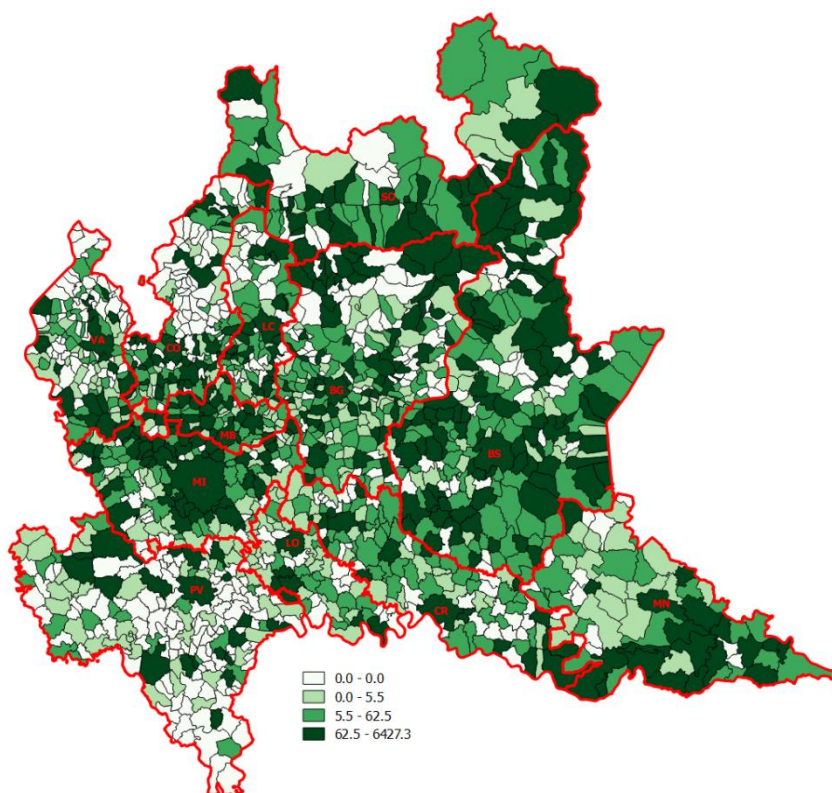 SO
VA
CO
LC
BG
MB
BS
MI
LO
PV
CR
MN
0.0 - 0.0
0.0 - 5.5
5.5 - 62.5
62.5 - 6427.3